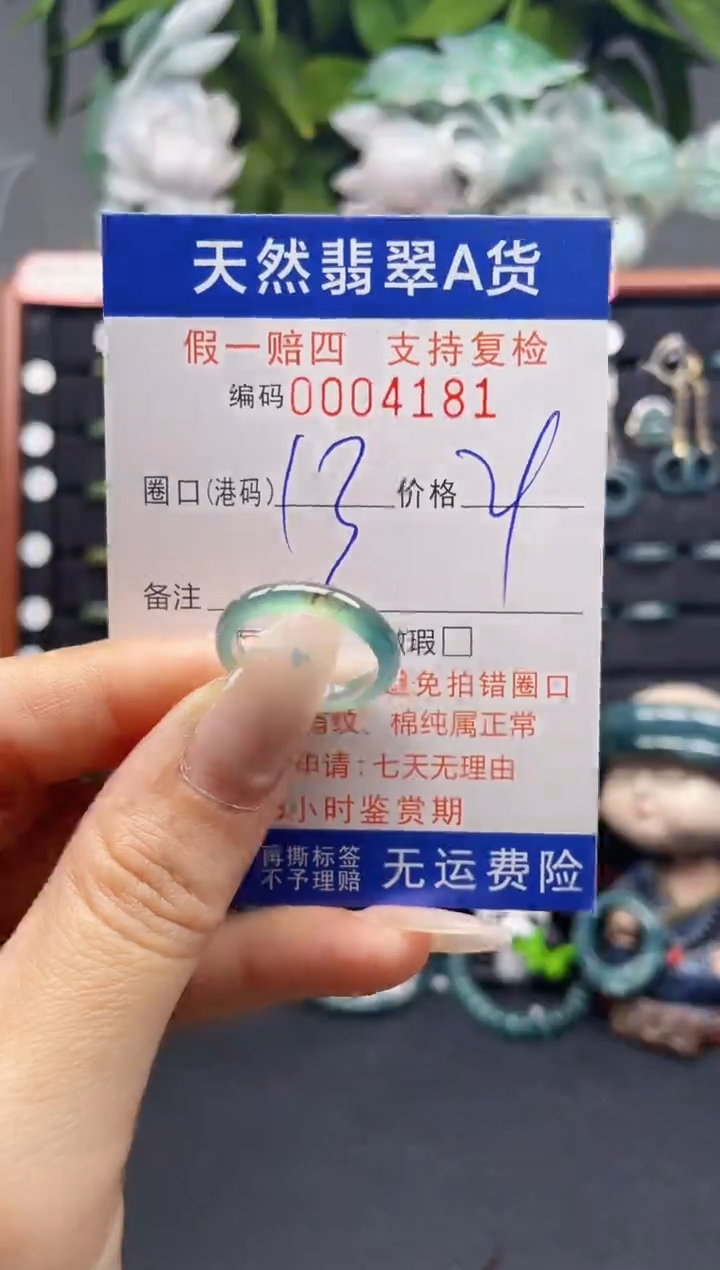 天然翡翠A货
假一赔四 支持复检
编码0004181
圈口(港码) 13 价格 4
备注
瑕□
免拍错圈口
纹、棉纯属正常
申请:七天无理由
小时鉴赏期
再撕标签
不予理赔
无运费险